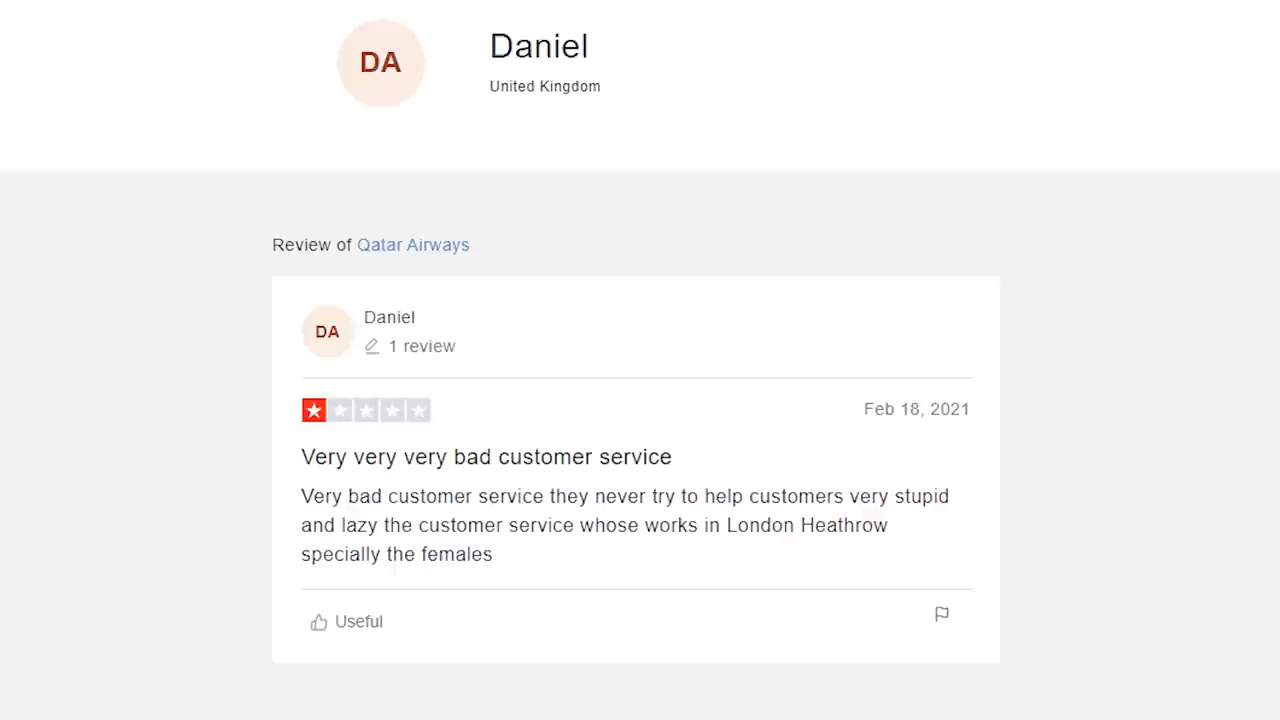 DA
Daniel
United Kingdom
Review of Qatar Airways
DA
Daniel
1 review
Feb 18, 2021
Very very very bad customer service
Very bad customer service they never try to help customers very stupid
and lazy the customer service whose works in London Heathrow
specially the females
Useful